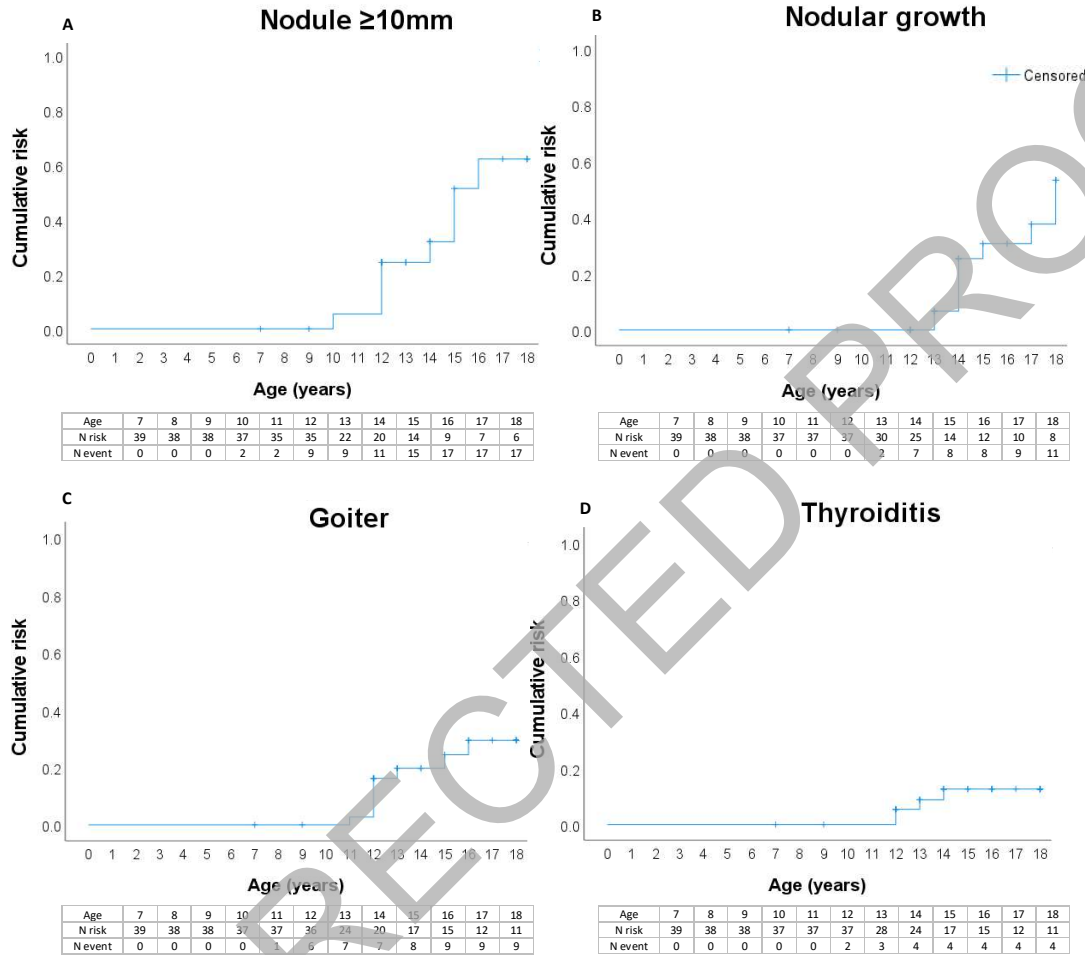 A
Nodule ≥10mm
1.0
0.8
0.6
0.4
0.2
0.0
Cumulative risk
0 1 2 3 4 5 6 7 8 9 10 11 12 13 14 15 16 17 18
Age (years)
Age 7 8 9 10 11 12 13 14 15 16 17 18
N risk 39 38 38 37 35 35 22 20 14 9 7 6
N event 0 0 0 2 2 9 9 11 15 17 17 17
B
Nodular growth
Censored
1.0
0.8
0.6
0.4
0.2
0.0
Cumulative risk
0 1 2 3 4 5 6 7 8 9 10 11 12 13 14 15 16 17 18
Age (years)
Age 7 8 9 10 11 12 13 14 15 16 17 18
N risk 39 38 38 37 37 37 30 25 14 12 10 8
N event 0 0 0 0 0 0 2 7 8 8 9 11
C
Goiter
1.0
0.8
0.6
0.4
0.2
0.0
Cumulative risk
0 1 2 3 4 5 6 7 8 9 10 11 12 13 14 15 16 17 18
Age (years)
Age 7 8 9 10 11 12 13 14 15 16 17 18
N risk 39 38 38 37 37 36 24 20 17 15 12 11
N event 0 0 0 0 1 6 7 7 8 9 9 9
D
Thyroiditis
1.0
0.8
0.6
0.4
0.2
0.0
Cumulative risk
0 1 2 3 4 5 6 7 8 9 10 11 12 13 14 15 16 17 18
Age (years)
Age 7 8 9 10 11 12 13 14 15 16 17 18
N risk 39 38 38 37 37 37 28 24 17 15 12 11
N event 0 0 0 0 0 2 3 4 4 4 4 4
RECTED PRO